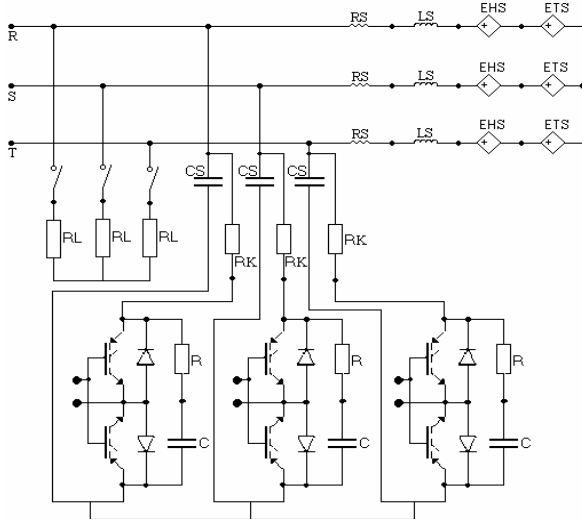 RS LS EHS ETS
R
RS LS EHS ETS
S
RS LS EHS ETS
T
CS CS CS
RL RL RL
RK RK RK
R R R
C C C